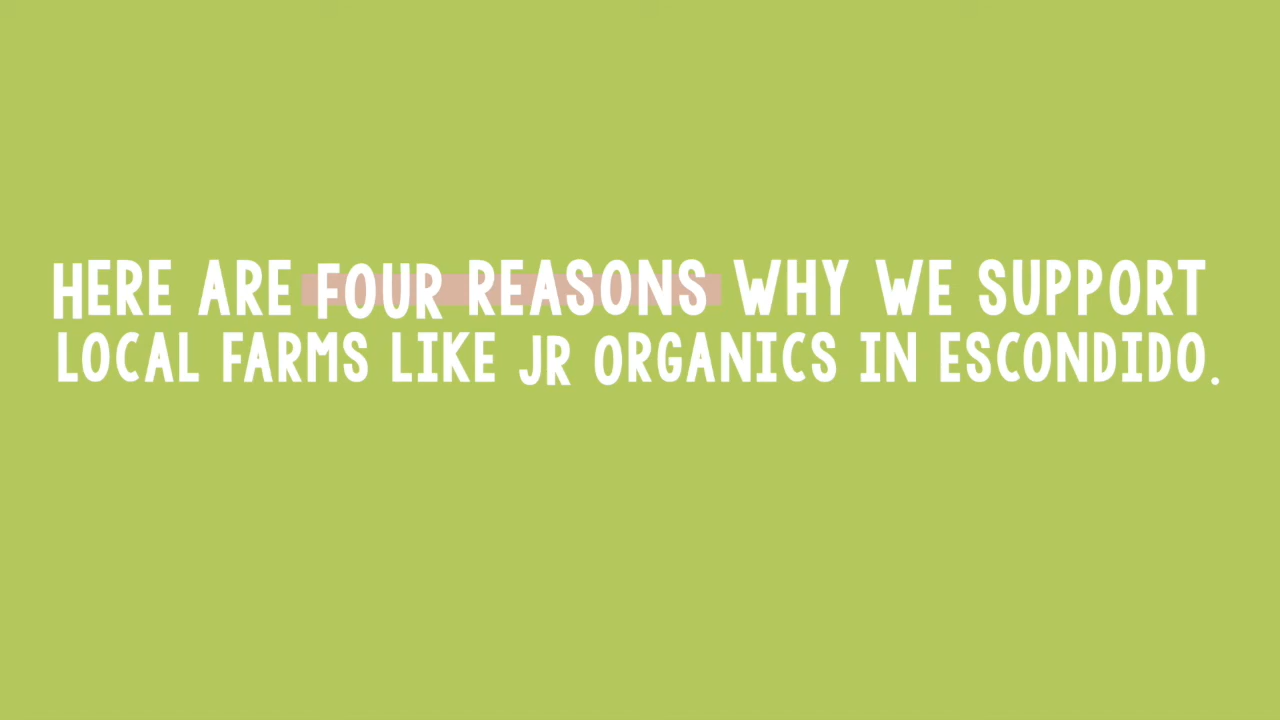 HERE ARE FOUR REASONS WHY WE SUPPORT
LOCAL FARMS LIKE JR ORGANICS IN ESCONDIDO.